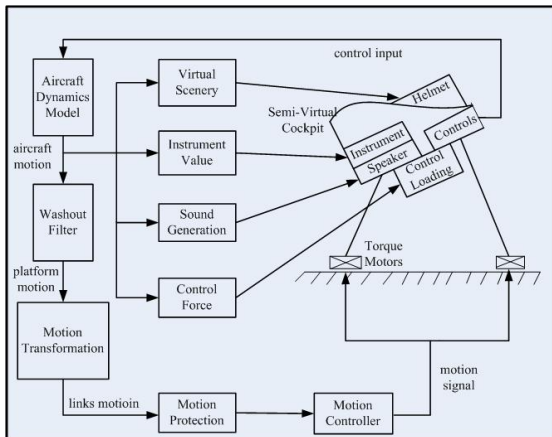 control input
Aircraft
Dynamics
Model
Virtual
Scenery
Helmet
Semi-Virtual
Cockpit
Controls
Instrument
Speaker
Control
Loading
aircraft
motion
Instrument
Value
Washout
Filter
Sound
Generation
platform
motion
Control
Force
Torque
Motors
Motion
Transformation
motion
signal
links motioin
Motion
Protection
Motion
Controller